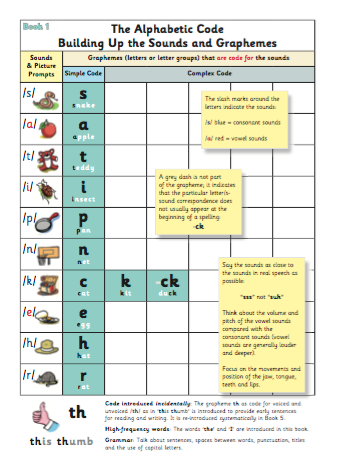 Book 1
The Alphabetic Code
Building Up the Sounds and Graphemes
Sounds & Picture Prompts
Graphemes (letters or letter groups) that are code for the sounds
Simple Code
Complex Code
/s/
s
snake
/a/
a
apple
/t/
t
teddy
/i/
i
insect
/p/
p
pan
/n/
n
net
/k/
c
cat
k
kit
-ck
duck
/e/
e
egg
/h/
h
hat
/r/
r
rat
The slash marks around the
letters indicate the sounds.
/s/ blue = consonant sounds
/a/ red = vowel sounds
A grey dash is not part
of the grapheme; it indicates
that the particular letter/s-
sound correspondence does
not usually appear at the
beginning of a spelling.
-ck
Say the sounds as close to
the sounds in real speech as
possible:
"sss" not "suh"
Think about the volume and
pitch of the vowel sounds
compared with the
consonant sounds (vowel
sounds are generally louder
and deeper).
Focus on the movements and
position of the jaw, tongue,
teeth and lips.
th
this thumb
Code introduced incidentally: The grapheme th as code for voiced and
unvoiced /th/ as in 'this thumb' is introduced to provide early sentences
for reading and writing. It is re-introduced systematically in Book 5.
High-frequency words: The words 'the' and 'I' are introduced in this book.
Grammar: Talk about sentences, spaces between words, punctuation, titles
and the use of capital letters.